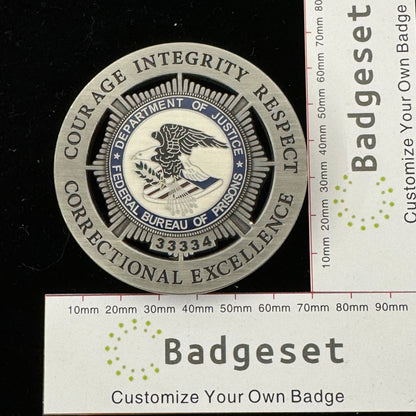 COURAGE INTEGRITY RESPECT
DEPARTMENT OF JUSTICE
FEDERAL BUREAU OF PRISONS
33334
CORRECTIONAL EXCELLENCE
80mm
70mm
60mm
50mm
40mm
30mm
20mm
10mm
Badgeset
Customize Your Own Badge
10mm 20mm 30mm 40mm 50mm 60mm 70mm 80mm 90mm
Badgeset
Customize Your Own Badge